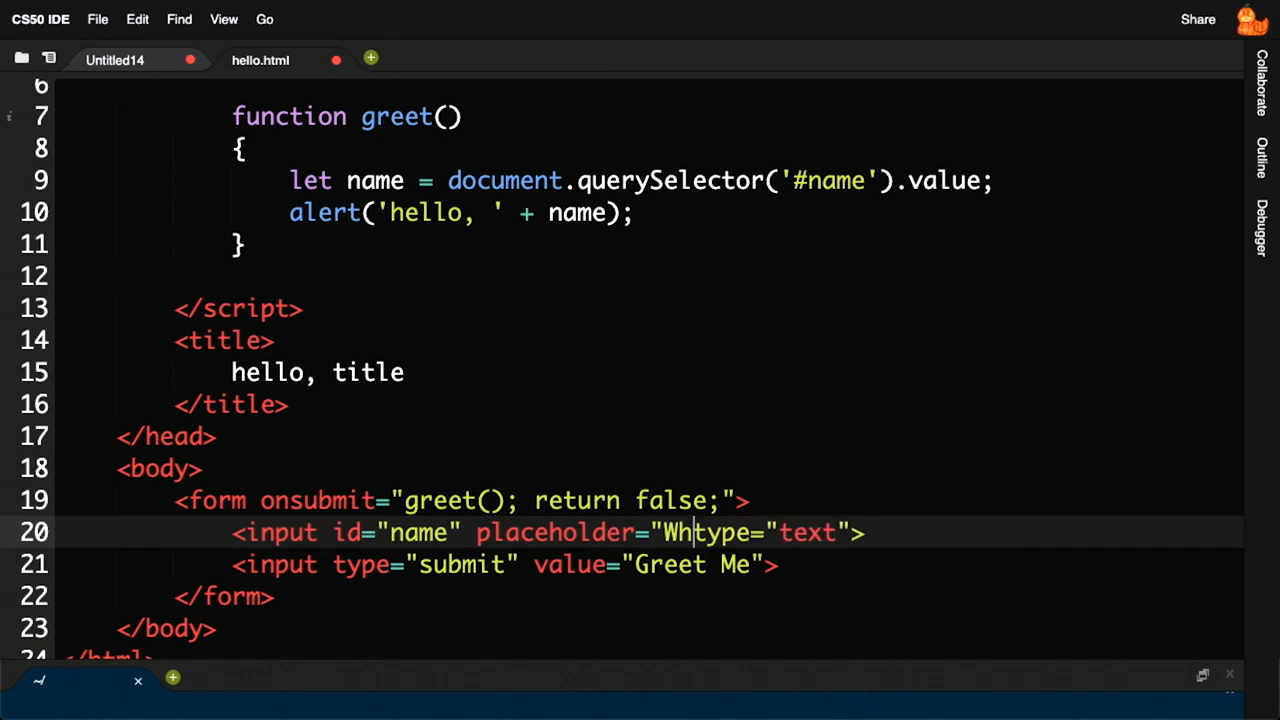 CS50 IDE File Edit Find View Go Share
Untitled14 hello.html
6
7 function greet()
8 {
9 let name = document.querySelector('#name').value;
10 alert('hello, ' + name);
11 }
12
13 </script>
14 <title>
15 hello, title
16 </title>
17 </head>
18 <body>
19 <form onsubmit="greet(); return false;">
20 <input id="name" placeholder="Whtype="text">
21 <input type="submit" value="Greet Me">
22 </form>
23 </body>
24 </html>
~/
Collaborate
Outline
Debugger